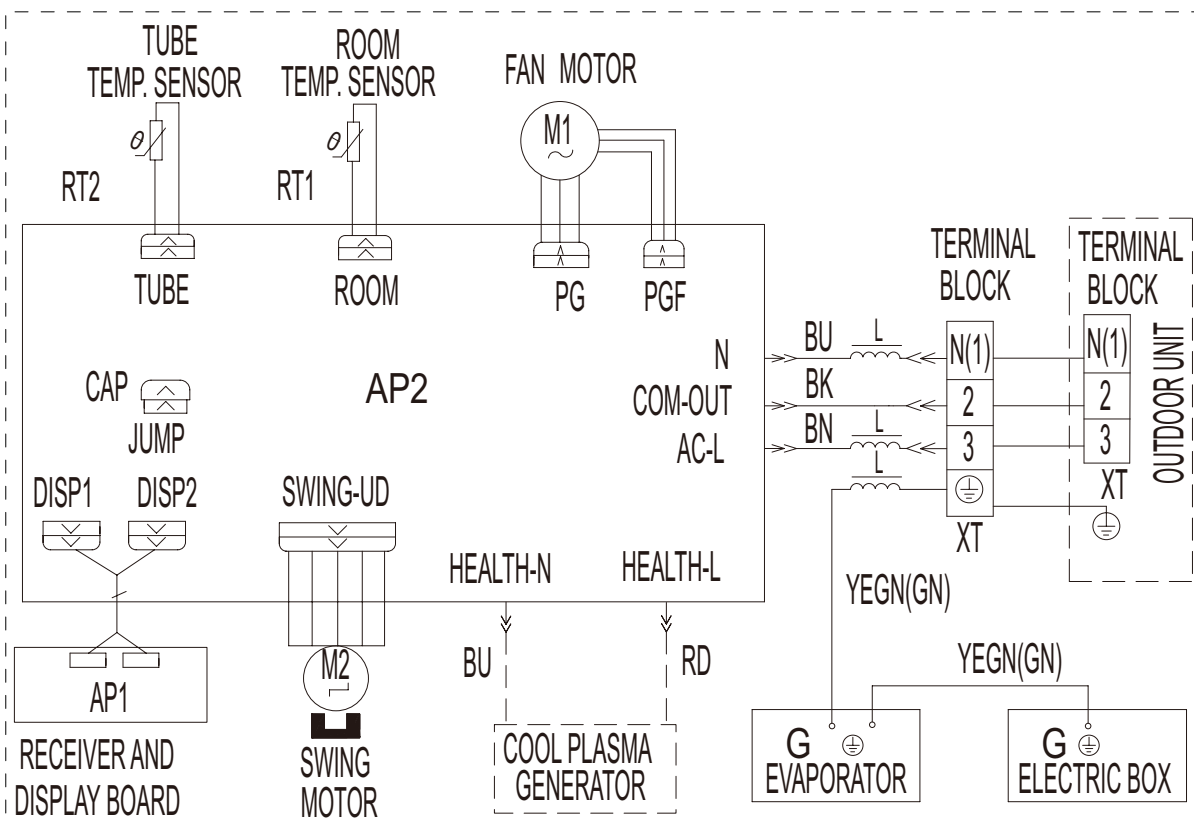 TUBE
TEMP. SENSOR
ROOM
TEMP. SENSOR
FAN MOTOR
θ
RT2
θ
RT1
M1
TUBE
ROOM
PG
PGF
TERMINAL
BLOCK
TERMINAL
BLOCK
OUTDOOR UNIT
CAP
JUMP
AP2
N
COM-OUT
AC-L
BU
L
BK
BN
L
L
N(1)
2
3
XT
N(1)
2
3
XT
DISP1
DISP2
SWING-UD
HEALTH-N
HEALTH-L
YEGN(GN)
BU
RD
YEGN(GN)
AP1
M2
RECEIVER AND
DISPLAY BOARD
SWING
MOTOR
COOL PLASMA
GENERATOR
G
EVAPORATOR
G
ELECTRIC BOX